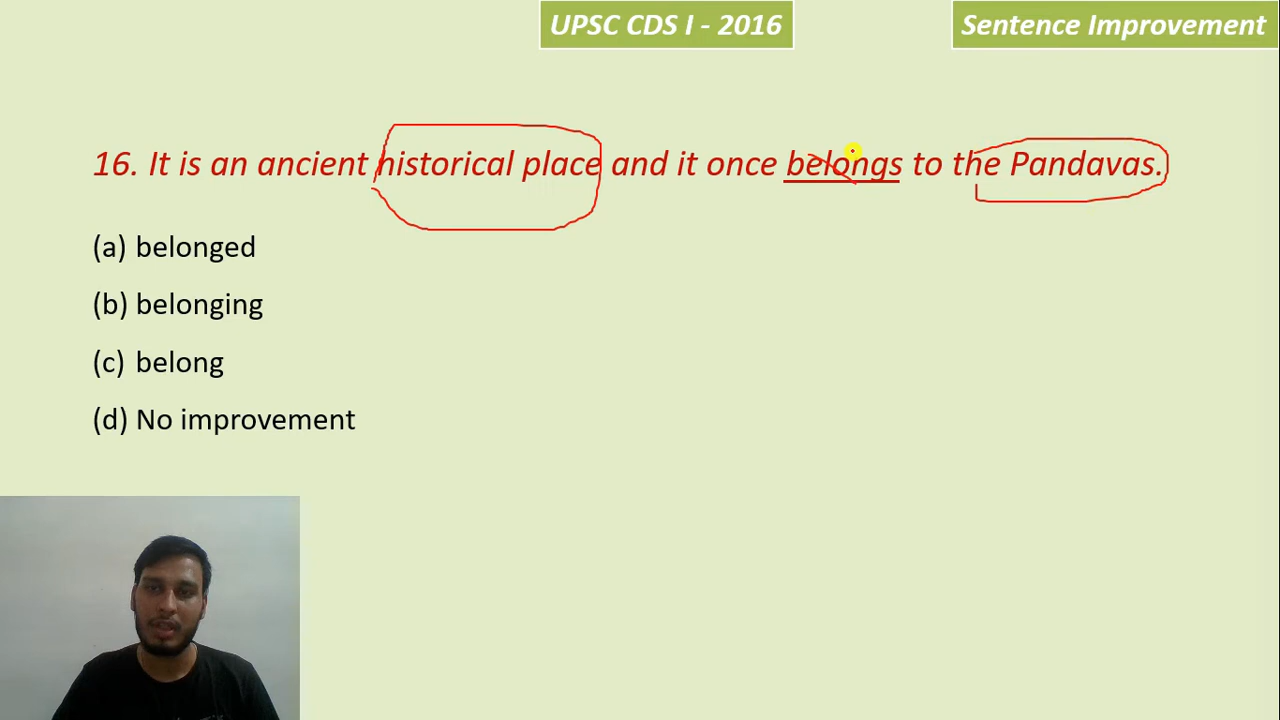 UPSC CDS I - 2016
Sentence Improvement
16. It is an ancient historical place and it once belongs to the Pandavas.
(a) belonged
(b) belonging
(c) belong
(d) No improvement